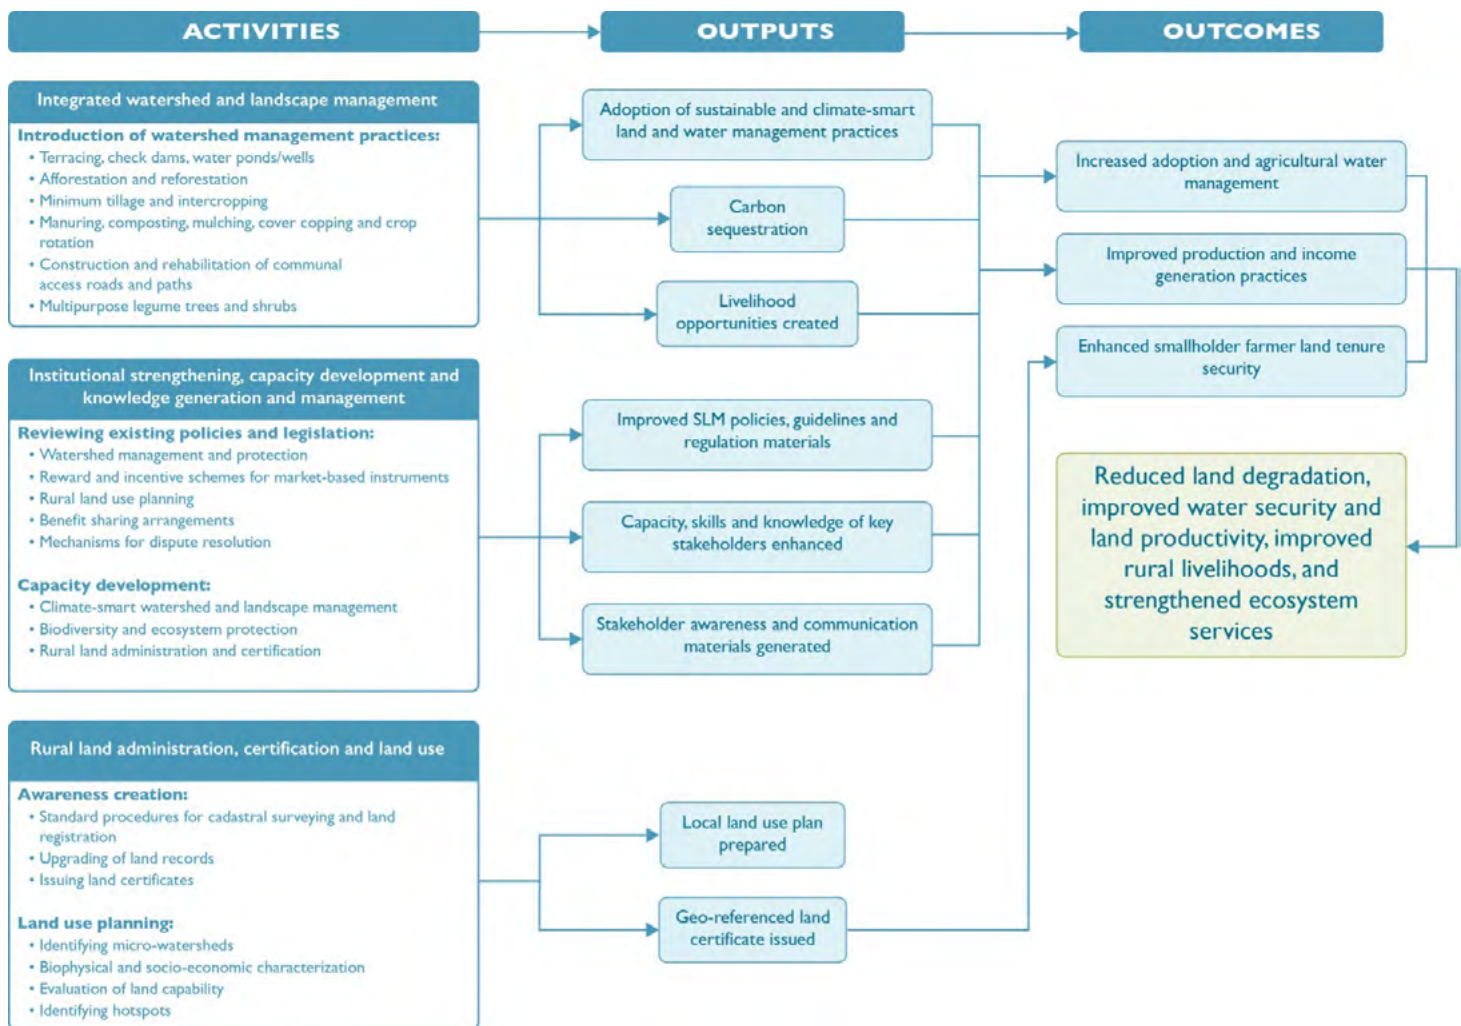 ACTIVITIES
OUTPUTS
OUTCOMES
Integrated watershed and landscape management
Introduction of watershed management practices:
• Terracing, check dams, water ponds/wells
• Afforestation and reforestation
• Minimum tillage and intercropping
• Manuring, composting, mulching, cover copping and crop
rotation
• Construction and rehabilitation of communal
access roads and paths
• Multipurpose legume trees and shrubs
Institutional strengthening, capacity development and
knowledge generation and management
Reviewing existing policies and legislation:
• Watershed management and protection
• Reward and incentive schemes for market-based instruments
• Rural land use planning
• Benefit sharing arrangements
• Mechanisms for dispute resolution
Capacity development:
• Climate-smart watershed and landscape management
• Biodiversity and ecosystem protection
• Rural land administration and certification
Rural land administration, certification and land use
Awareness creation:
• Standard procedures for cadastral surveying and land
registration
• Upgrading of land records
• Issuing land certificates
Land use planning:
• Identifying micro-watersheds
• Biophysical and socio-economic characterization
• Evaluation of land capability
• Identifying hotspots
Adoption of sustainable and climate-smart
land and water management practices
Carbon
sequestration
Livelihood
opportunities created
Improved SLM policies, guidelines and
regulation materials
Capacity, skills and knowledge of key
stakeholders enhanced
Stakeholder awareness and communication
materials generated
Local land use plan
prepared
Geo-referenced land
certificate issued
Increased adoption and agricultural water
management
Improved production and income
generation practices
Enhanced smallholder farmer land tenure
security
Reduced land degradation,
improved water security and
land productivity, improved
rural livelihoods, and
strengthened ecosystem
services